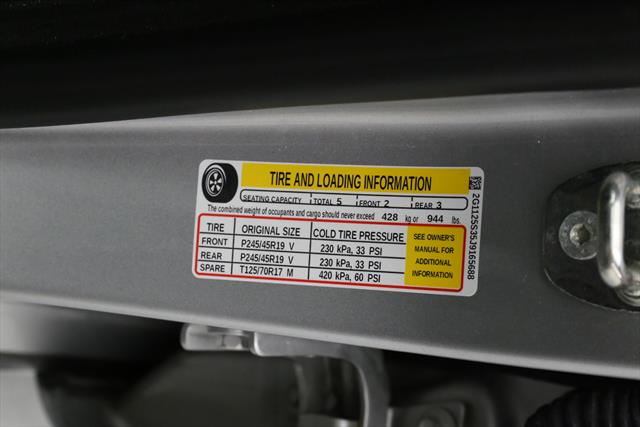 TIRE AND LOADING INFORMATION
SEATING CAPACITY TOTAL 5 FRONT 2 REAR 3
The combined weight of occupants and cargo should never exceed 428 kg or 944 lbs.
TIRE ORIGINAL SIZE COLD TIRE PRESSURE
FRONT P245/45R19 V 230 kPa, 33 PSI
REAR P245/45R19 V 230 kPa, 33 PSI
SPARE T125/70R17 M 420 kPa, 60 PSI
SEE OWNER'S
MANUAL FOR
ADDITIONAL
INFORMATION
2G1125S35J9165688